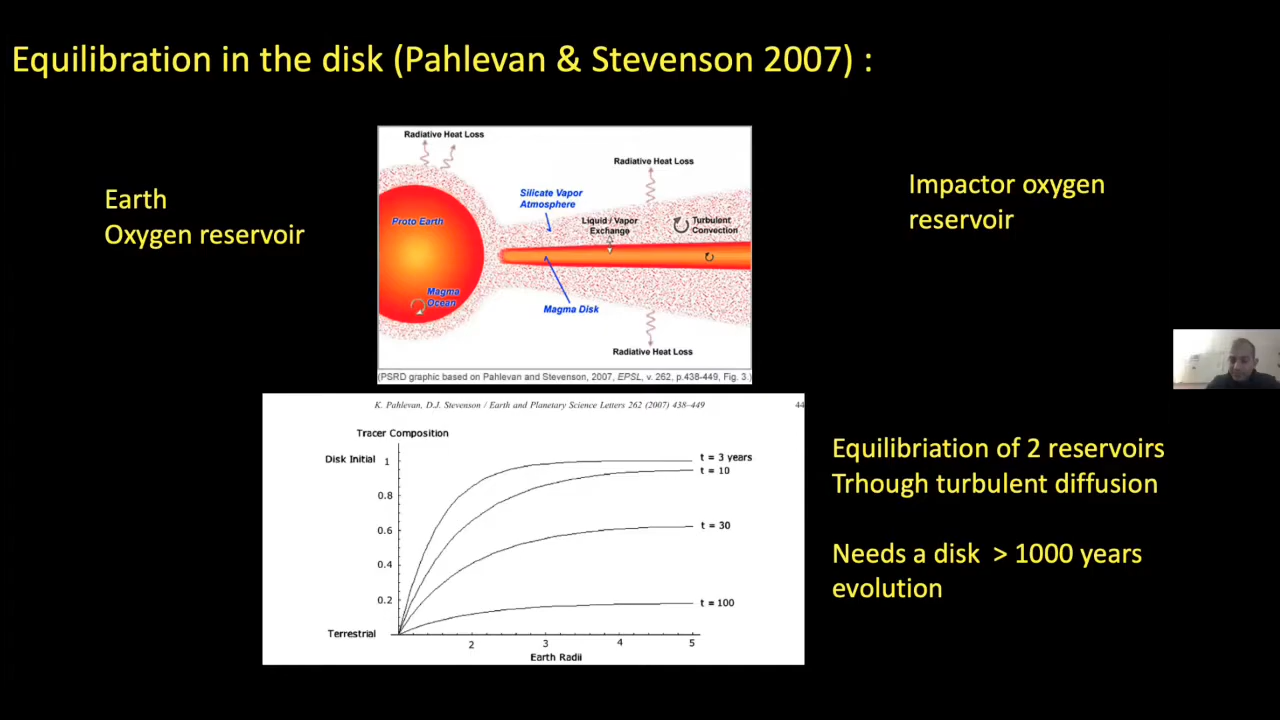 Equilibration in the disk (Pahlevan & Stevenson 2007) :
Earth
Oxygen reservoir
Radiative Heat Loss
Radiative Heat Loss
Silicate Vapor
Atmosphere
Liquid / Vapor
Exchange
Turbulent
Convection
Proto Earth
Magma
Ocean
Magma Disk
Radiative Heat Loss
(PSRD graphic based on Pahlevan and Stevenson, 2007, EPSL, v. 262, p.438-449, Fig. 3.)
Impactor oxygen
reservoir
K. Pahlevan, D.J. Stevenson / Earth and Planetary Science Letters 262 (2007) 438–449
44
Tracer Composition
Disk Initial 1
0.8
0.6
0.4
0.2
Terrestrial
t = 3 years
t = 10
t = 30
t = 100
2 3 4 5
Earth Radii
Equilibriation of 2 reservoirs
Trhough turbulent diffusion
Needs a disk > 1000 years
evolution